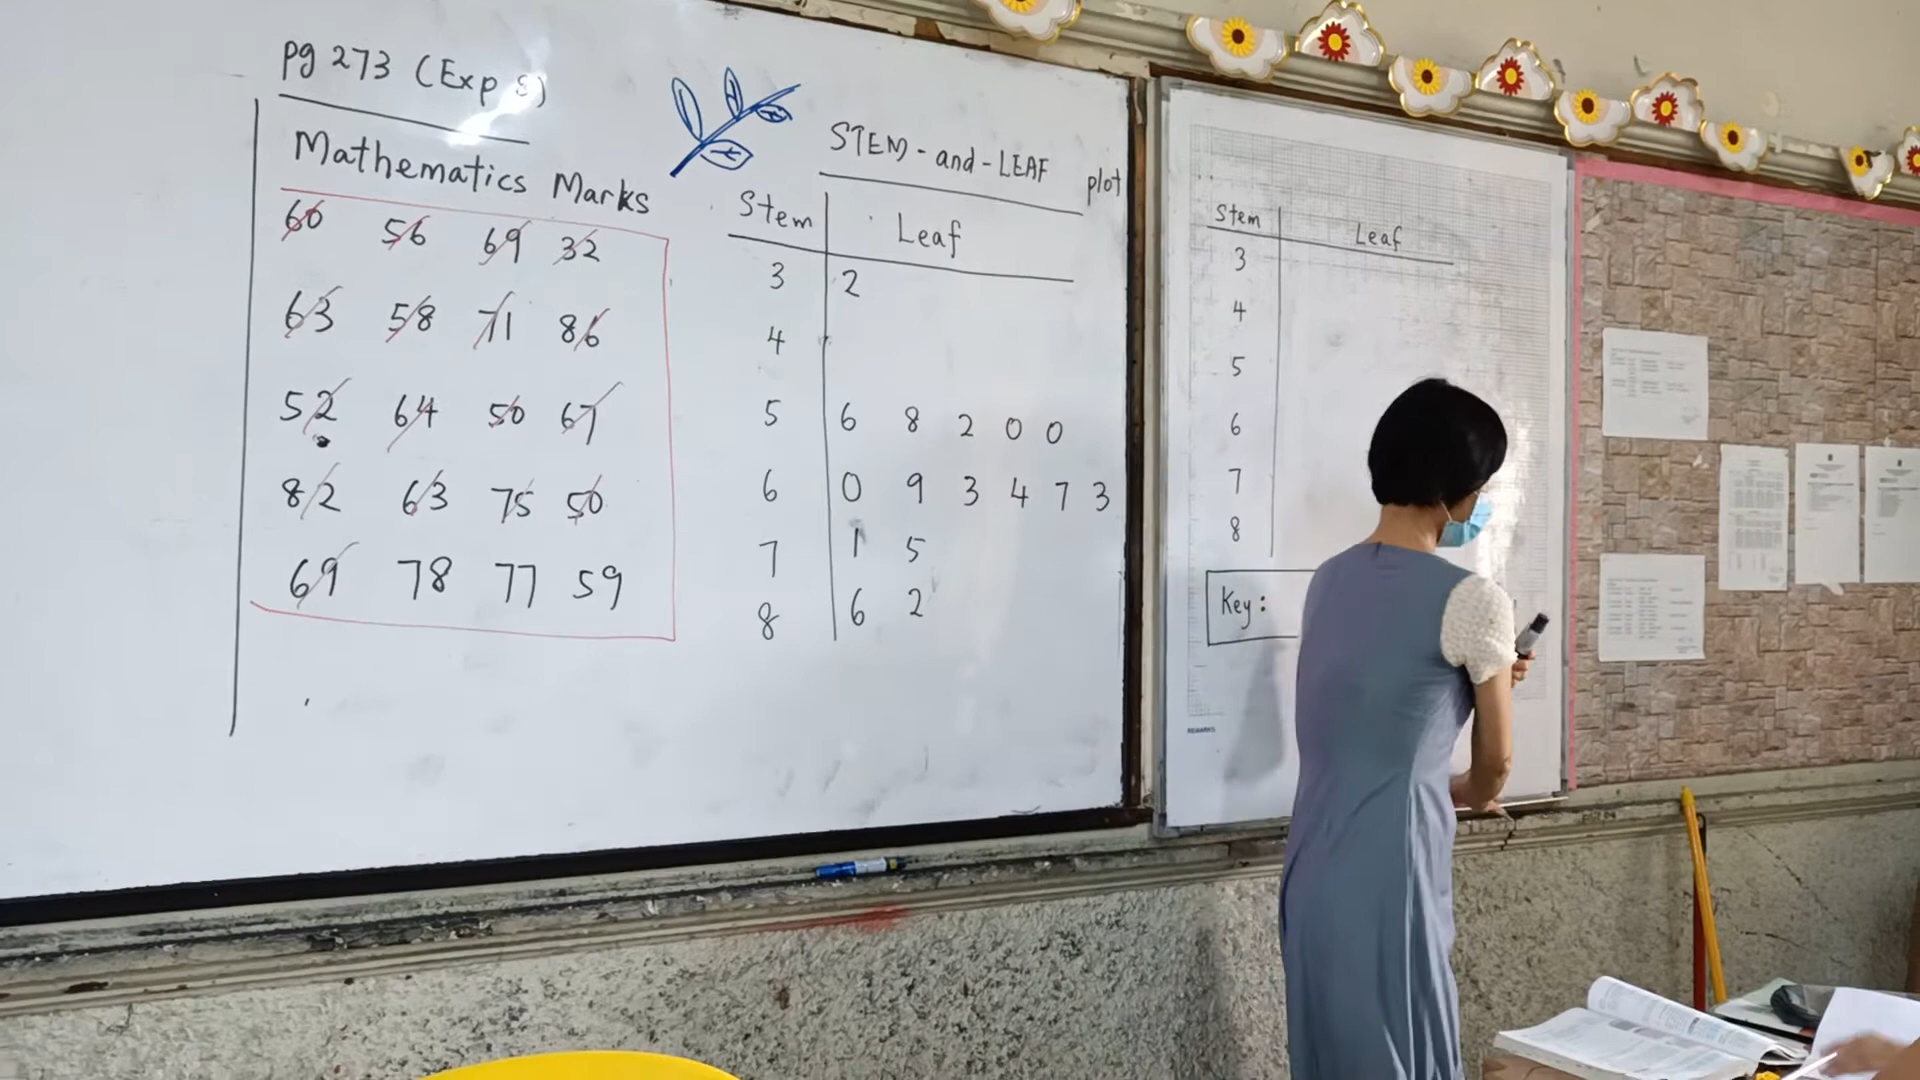 pg 273 (Exp 8)
Mathematics Marks
60 56 69 32
63 58 71 86
52 64 50 67
82 63 75 50
69 78 77 59
STEM-and-LEAF plot
Stem Leaf
3 2
4
5 6 8 2 0 0
6 0 9 3 4 7 3
7 1 5
8 6 2
Stem Leaf
3
4
5
6
7
8
Key:
REMARKS